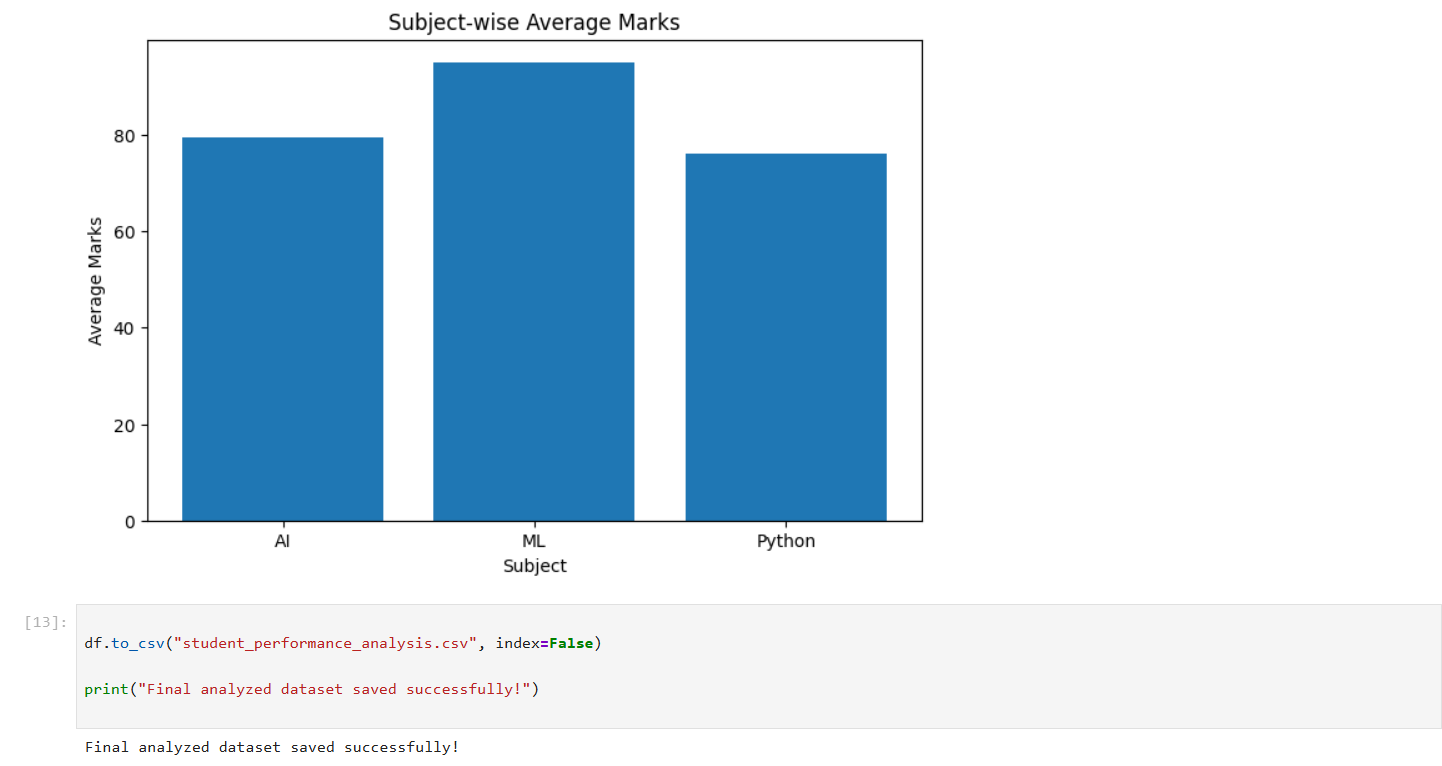 Subject-wise Average Marks
Average Marks
80
60
40
20
0
AI ML Python
Subject
[13]:
df.to_csv("student_performance_analysis.csv", index=False)
print("Final analyzed dataset saved successfully!")
Final analyzed dataset saved successfully!